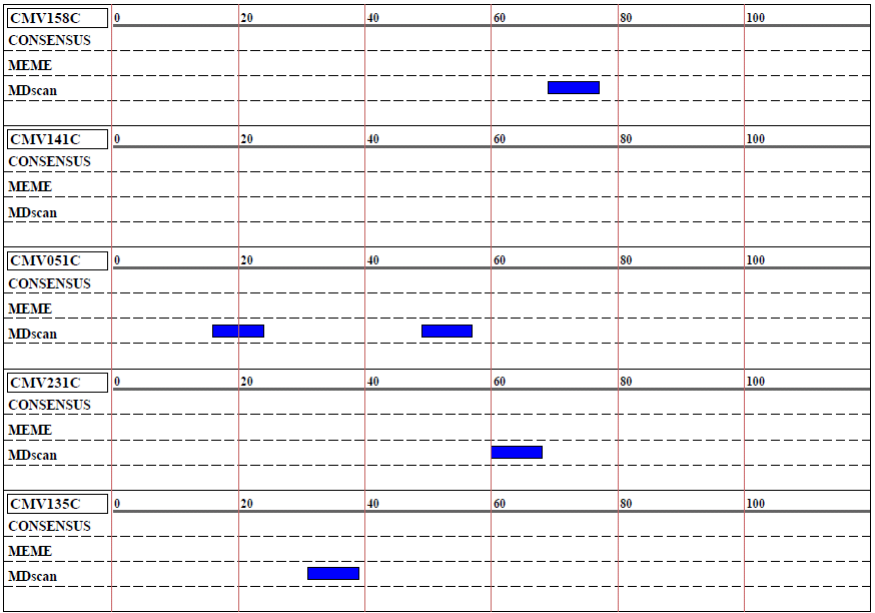 CMV158C 0 20 40 60 80 100
CONSENSUS
MEME
MDscan
CMV141C 0 20 40 60 80 100
CONSENSUS
MEME
MDscan
CMV051C 0 20 40 60 80 100
CONSENSUS
MEME
MDscan
CMV231C 0 20 40 60 80 100
CONSENSUS
MEME
MDscan
CMV135C 0 20 40 60 80 100
CONSENSUS
MEME
MDscan